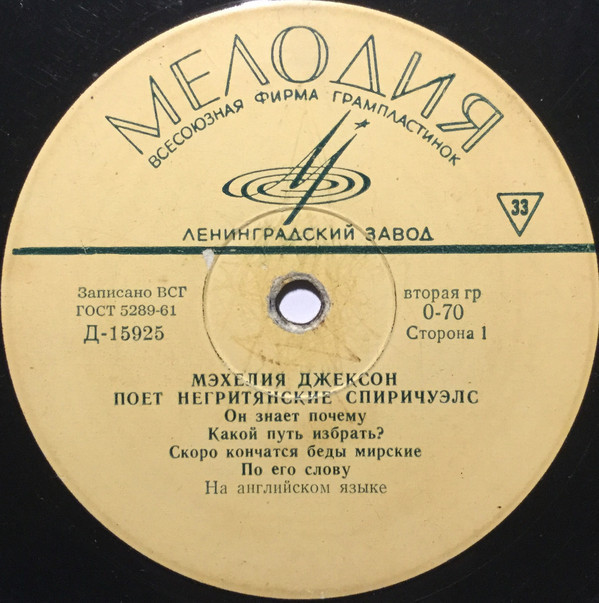 МЕЛОДИЯ
ВСЕСОЮЗНАЯ ФИРМА ГРАМПЛАСТИНОК
33
ЛЕНИНГРАДСКИЙ ЗАВОД
Записано ВСГ
ГОСТ 5289-61
Д-15925
вторая гр
0-70
Сторона 1
МЭХЕЛИЯ ДЖЕКСОН
ПОЕТ НЕГРИТЯНСКИЕ СПИРИЧУЭЛС
Он знает почему
Какой путь избрать?
Скоро кончатся беды мирские
По его слову
На английском языке